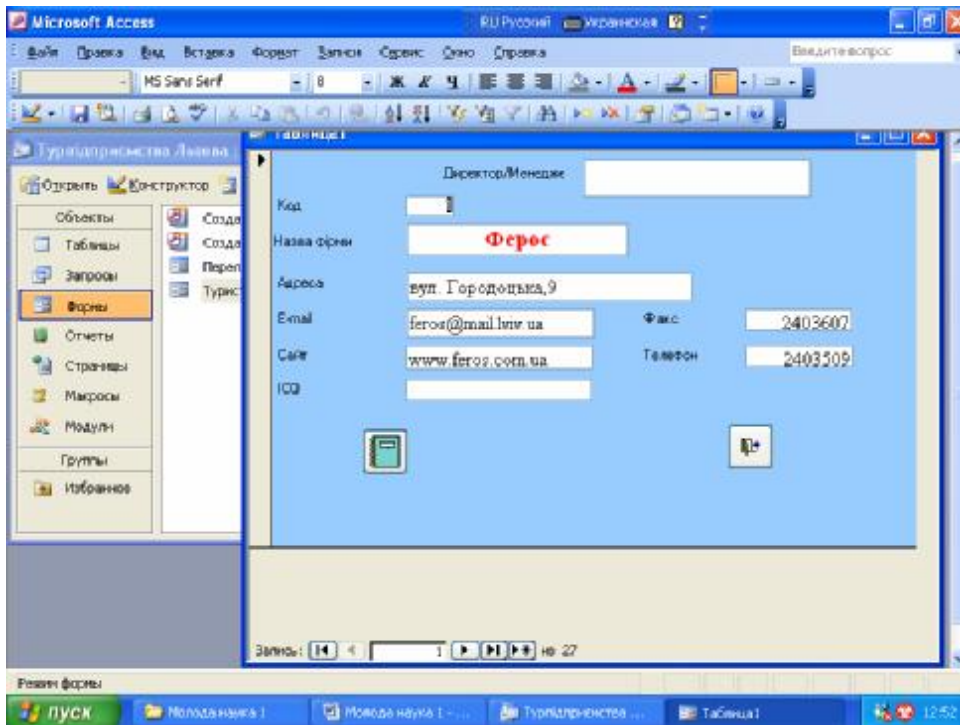 Microsoft Access
RU Русский Украинская
Файл Правка Вид Вставка Формат Записи Сервис Окно Справка Введите вопрос
MS Sans Serif 8 Ж К Ч
Таблица1
Турпідприємства Львова
Открыть Конструктор
Объекты
Таблицы
Запросы
Формы
Отчеты
Страницы
Макросы
Модули
Группы
Избранное
Созда
Созда
Переп
Турист
Директор/Менедже
Код
Назва фірми Ферос
Адреса вул. Городоцька,9
E-mail feros@mail.lviv.ua Факс 2403607
Сайт www.feros.com.ua Телефон 2403509
ICQ
Запись: 1 из 27
Режим формы
пуск Молода наука 1 Молода наука 1 - ... Турпідприємства ... Таблица1 12:52